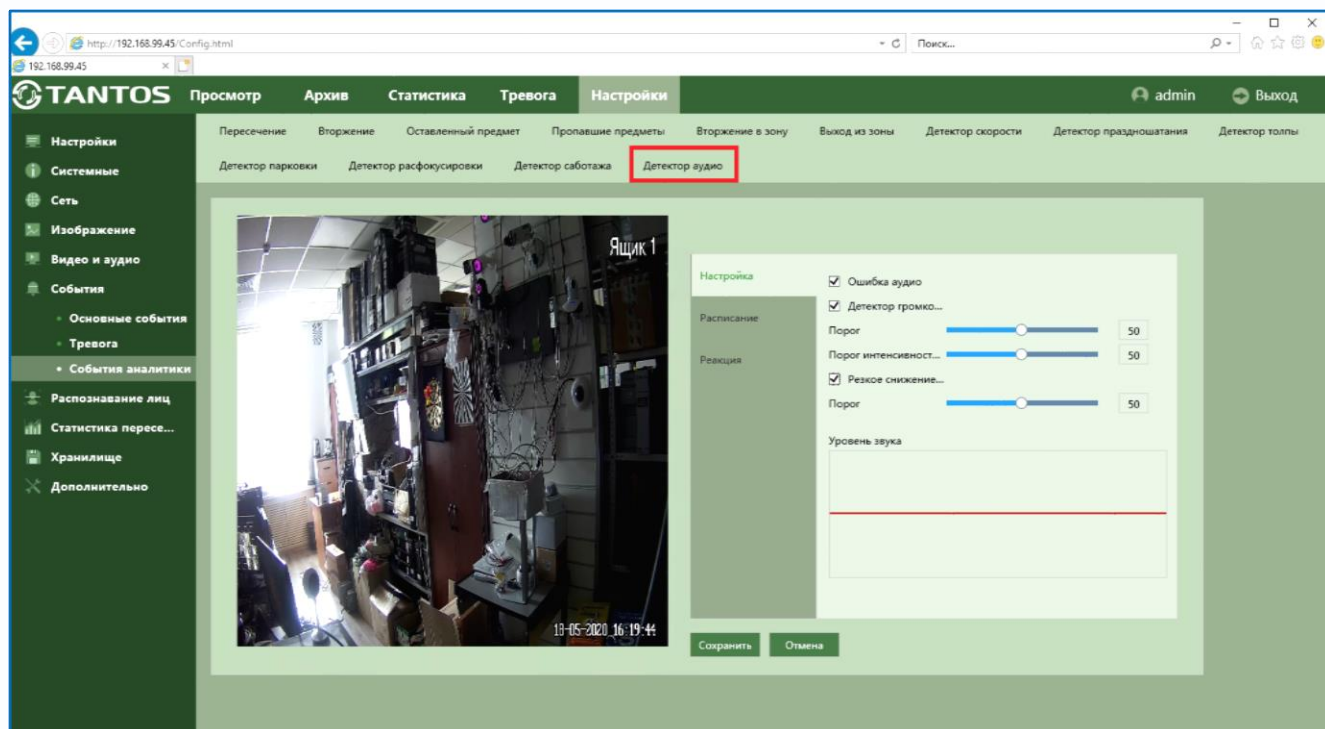 http://192.168.99.45/Config.html Поиск...
192.168.99.45
TANTOS Просмотр Архив Статистика Тревога Настройки admin Выход
Настройки
Системные
Сеть
Изображение
Видео и аудио
События
Основные события
Тревога
События аналитики
Распознавание лиц
Статистика пересе...
Хранилище
Дополнительно
Пересечение Вторжение Оставленный предмет Пропавшие предметы Вторжение в зону Выход из зоны Детектор скорости Детектор праздношатания Детектор толпы
Детектор парковки Детектор расфокусировки Детектор саботажа Детектор аудио
Ящик 1
18-05-2020 16:19:44
Настройка
Расписание
Реакция
Ошибка аудио
Детектор громко...
Порог 50
Порог интенсивност... 50
Резкое снижение...
Порог 50
Уровень звука
Сохранить Отмена